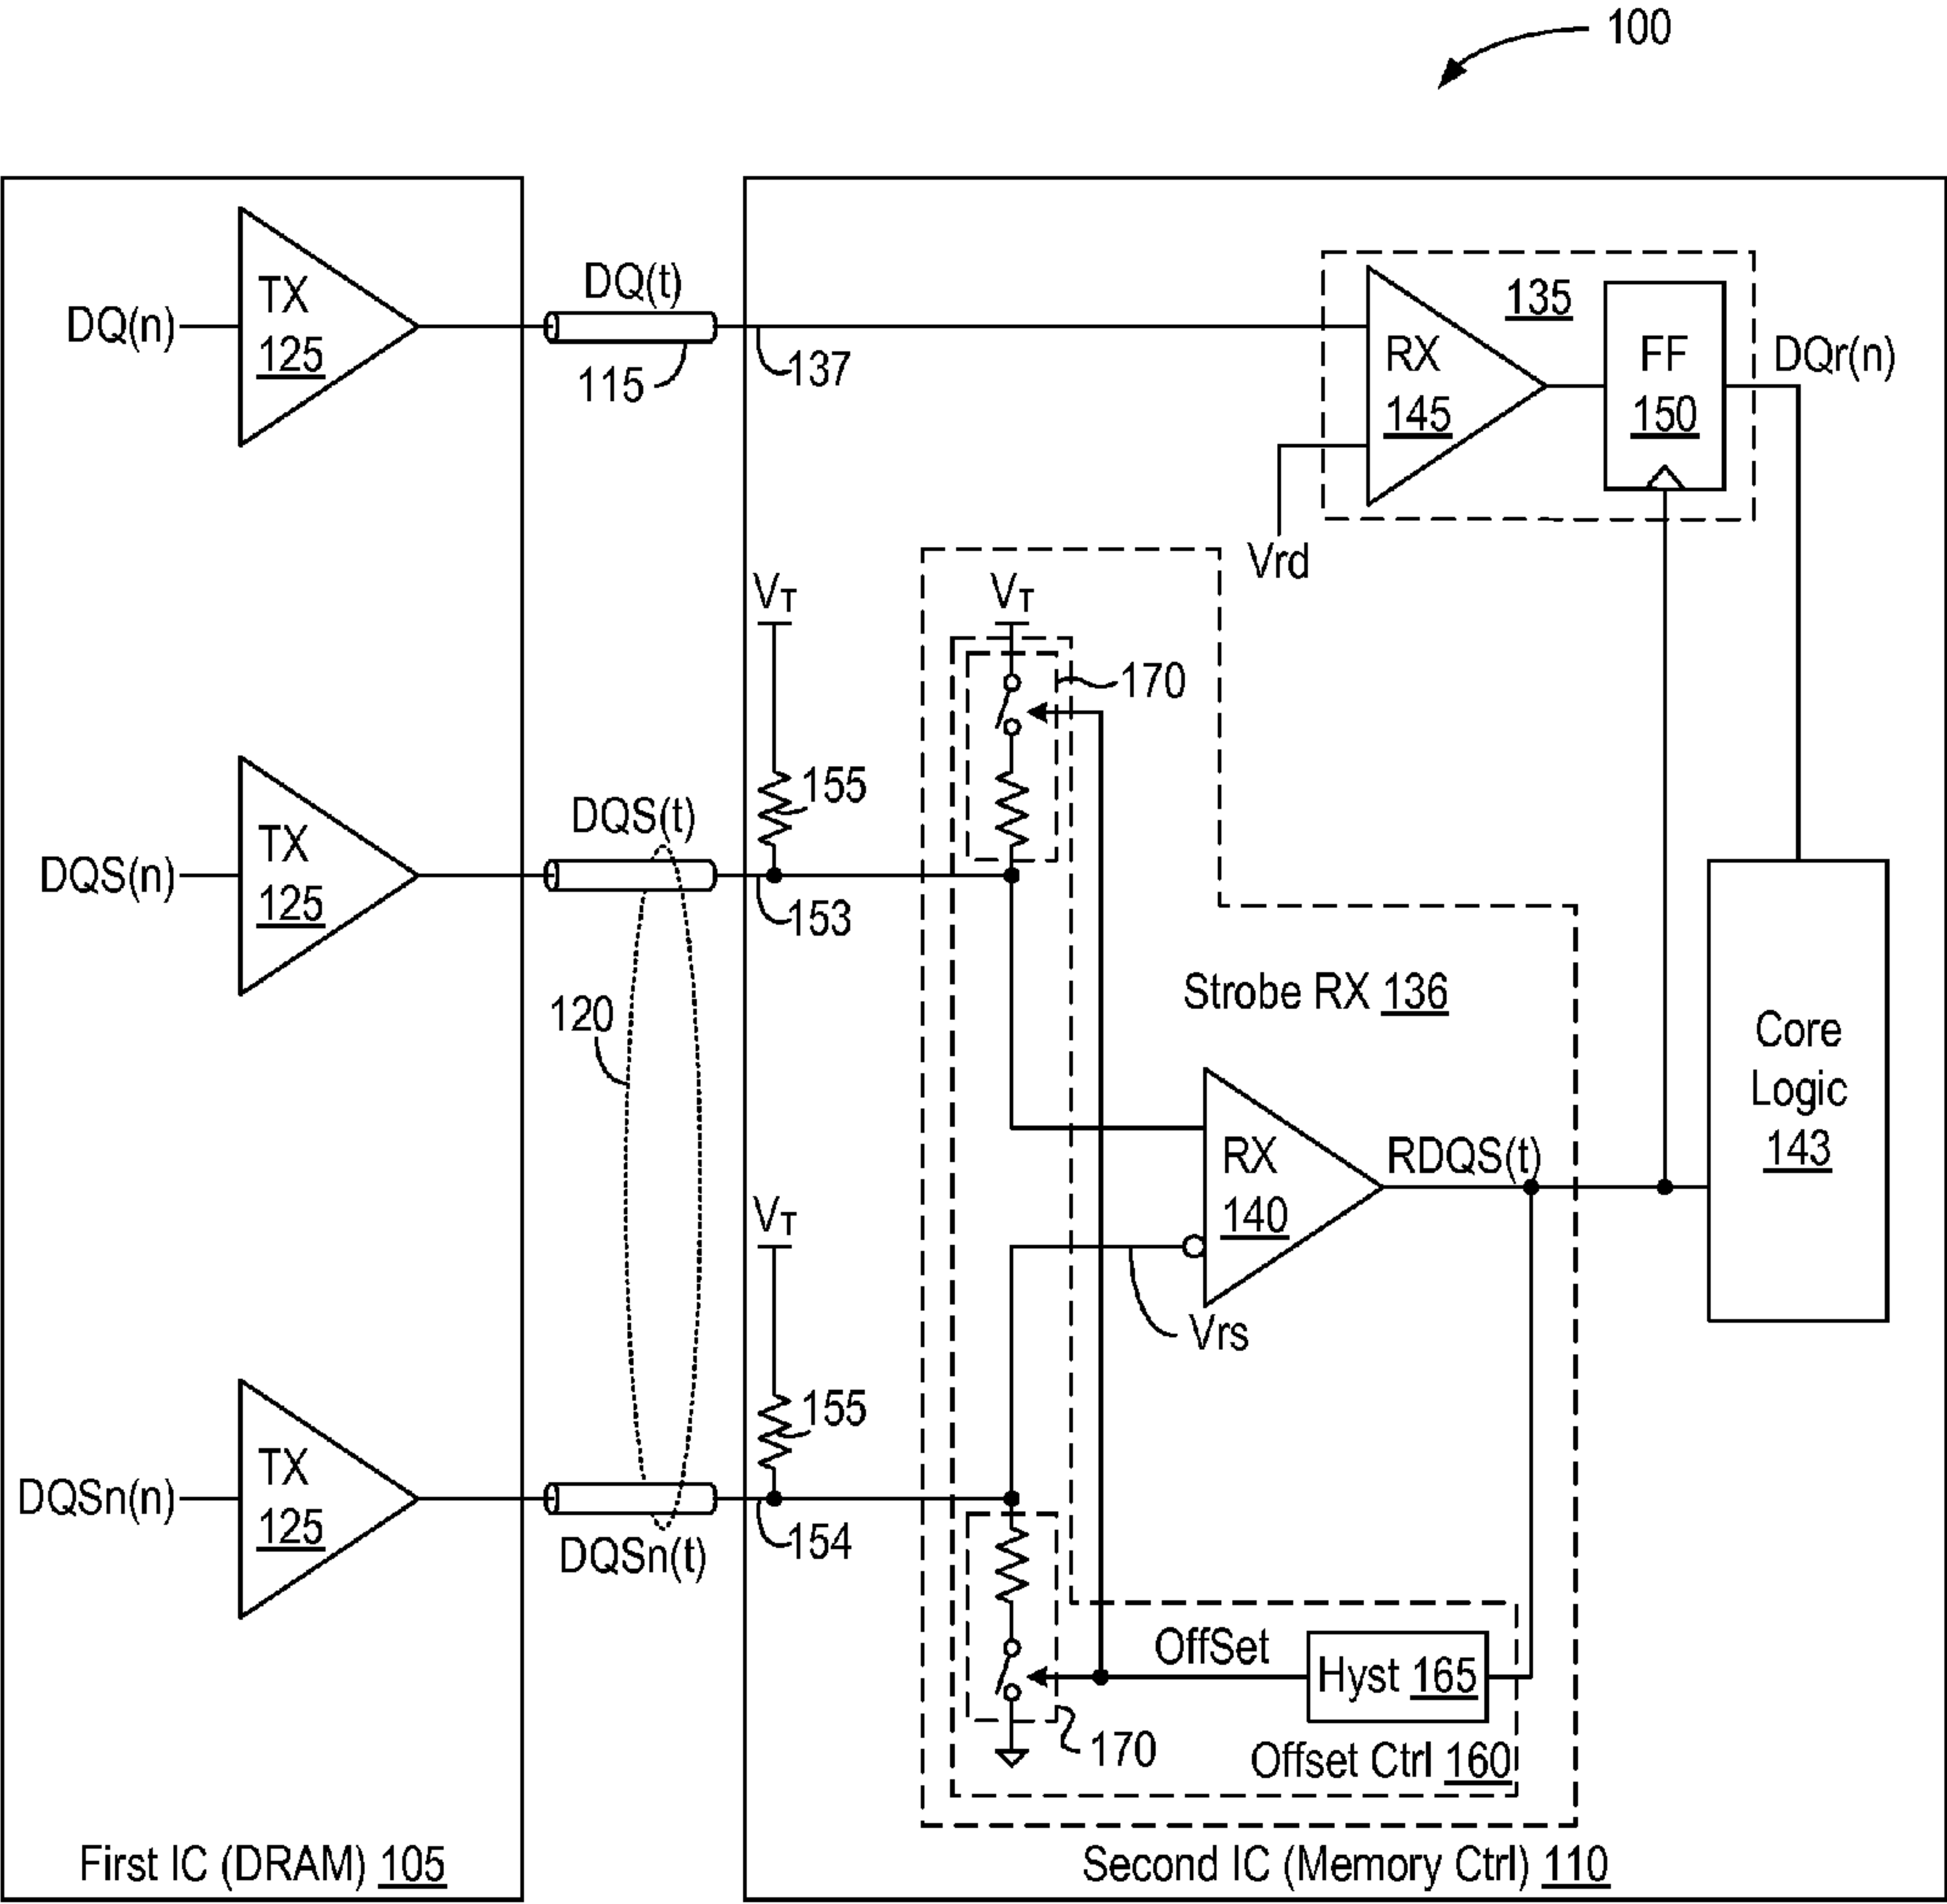 100
DQ(n)
TX
125
DQ(t)
115
137
135
RX
145
FF
150
DQr(n)
Vrd
VT
VT
170
155
DQS(n)
TX
125
DQS(t)
153
120
Strobe RX 136
Core
Logic
143
RX
140
RDQS(t)
VT
Vrs
155
DQSn(n)
TX
125
DQSn(t)
154
OffSet
Hyst 165
170
Offset Ctrl 160
First IC (DRAM) 105
Second IC (Memory Ctrl) 110